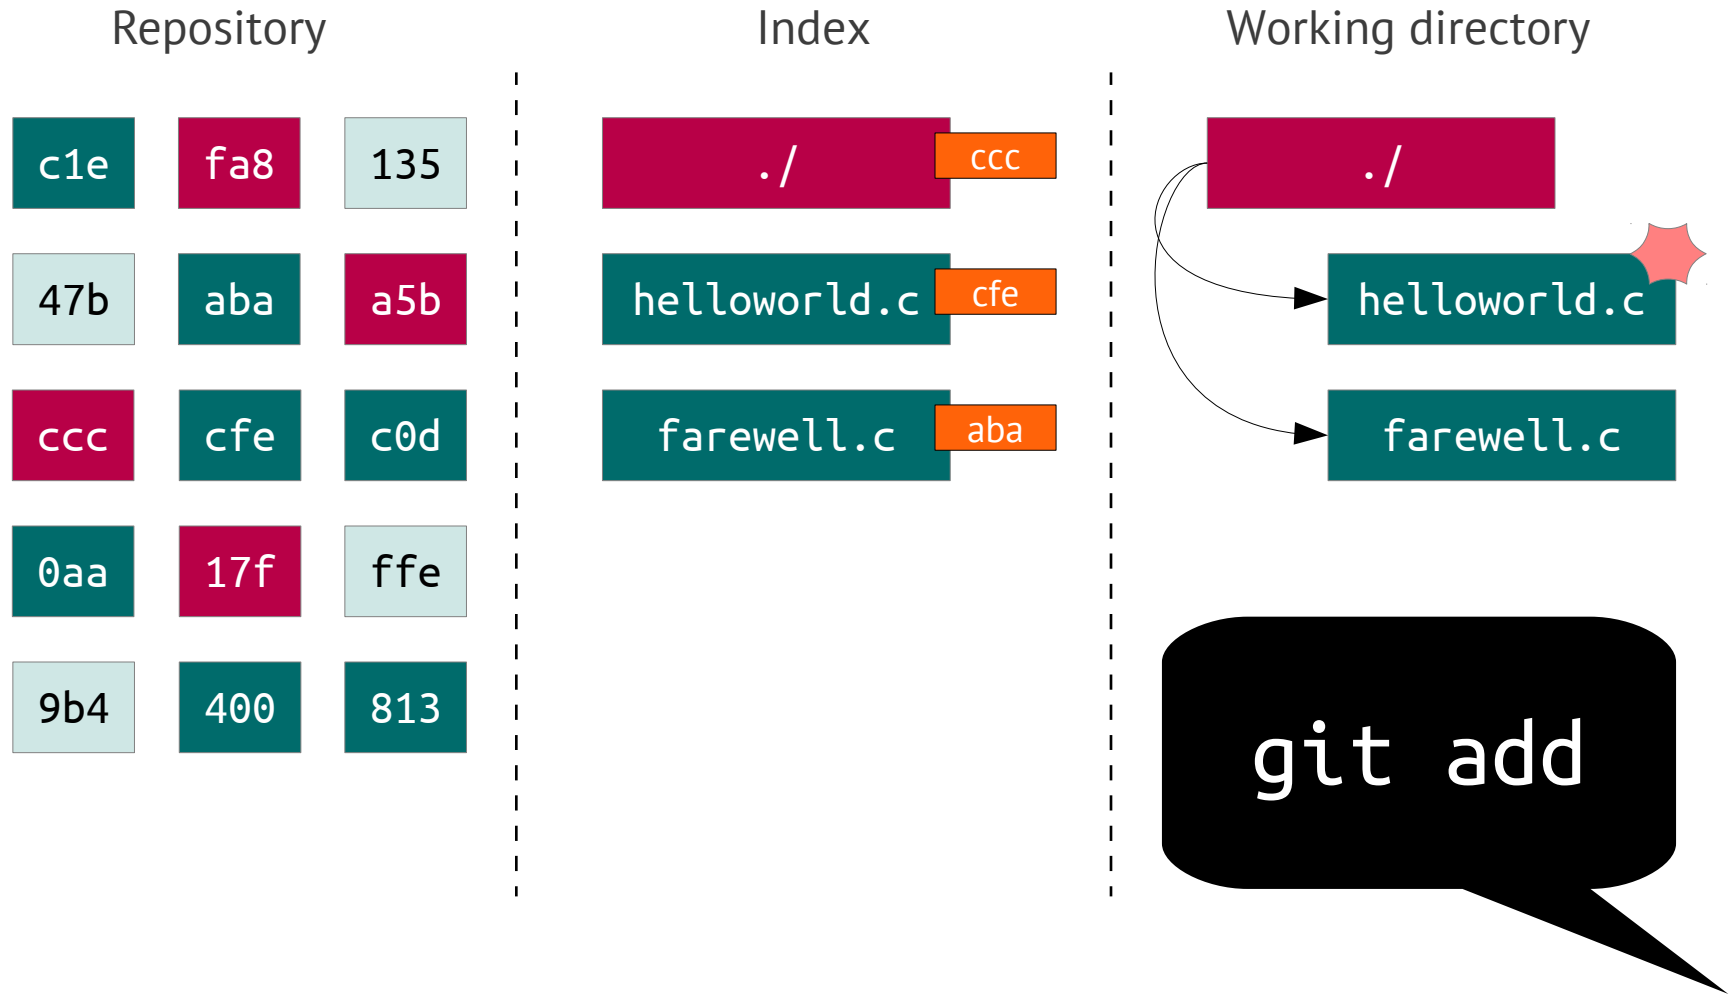 Repository
Index
Working directory
c1e
fa8
135
47b
aba
a5b
ccc
cfe
c0d
0aa
17f
ffe
9b4
400
813
./
ccc
helloworld.c
cfe
farewell.c
aba
./
helloworld.c
farewell.c
git add